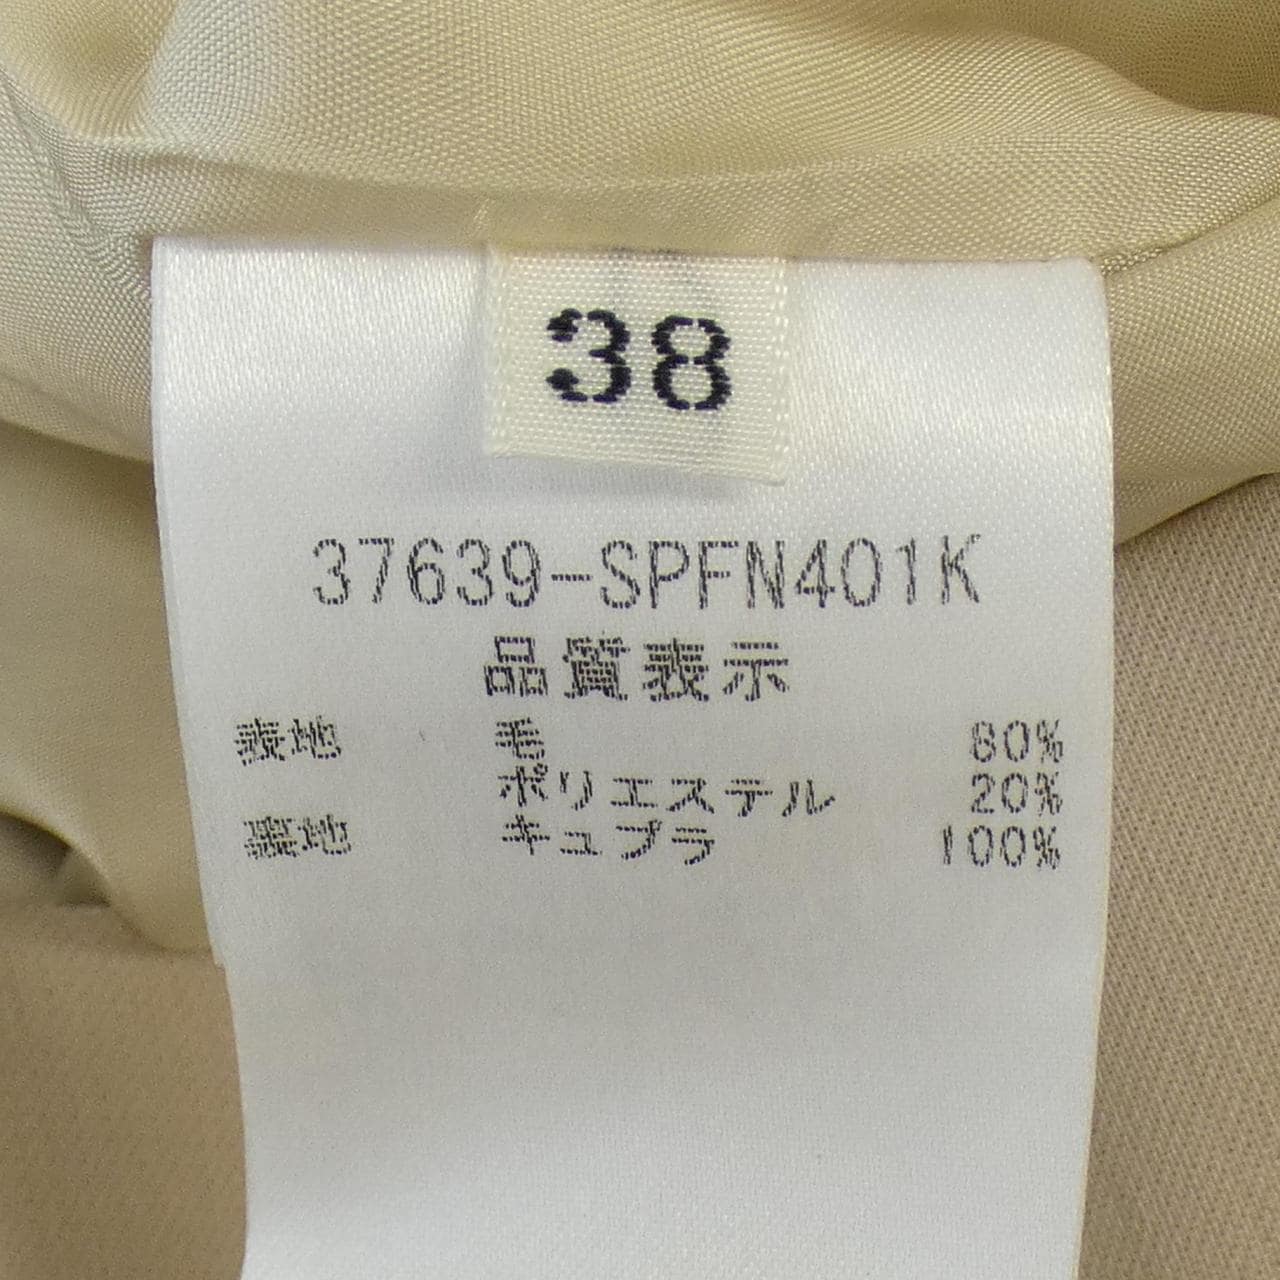 38
37639-SPFN401K
品質表示
表地 毛 80%
ポリエステル 20%
裏地 キュプラ 100%